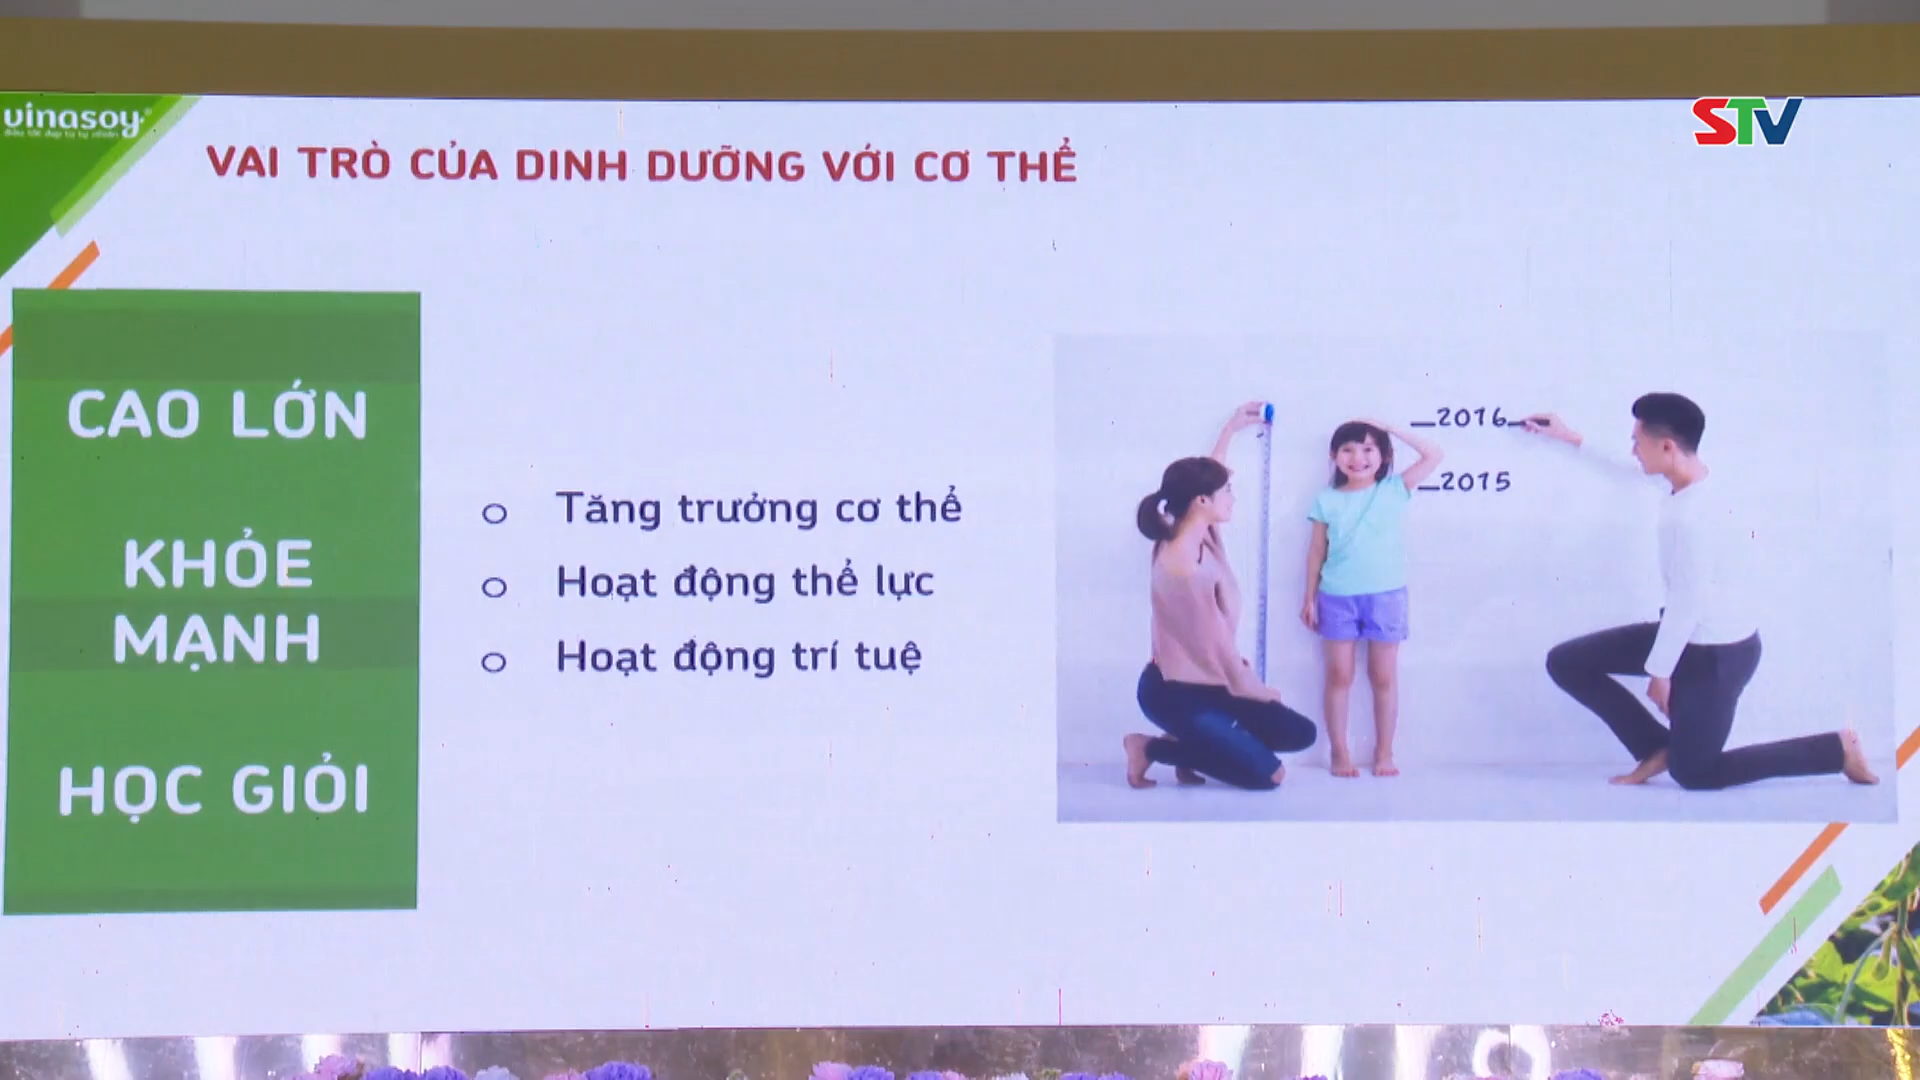 vinasoy
STV
VAI TRÒ CỦA DINH DƯỠNG VỚI CƠ THỂ
CAO LỚN
KHỎE
MẠNH
HỌC GIỎI
Tăng trưởng cơ thể
Hoạt động thể lực
Hoạt động trí tuệ
2016
2015